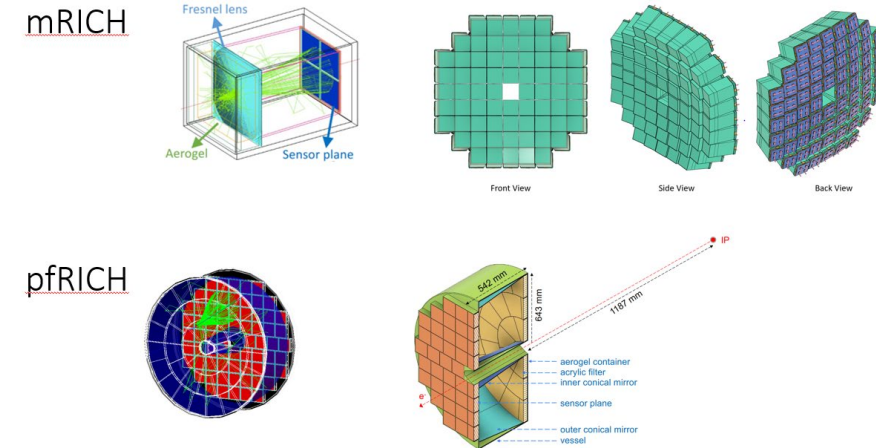 mRICH
Fresnel lens
Aerogel
Sensor plane
Front View
Side View
Back View
pfRICH
IP
542 mm
643 mm
1187 mm
aerogel container
acrylic filter
inner conical mirror
e⁻
sensor plane
outer conical mirror
vessel